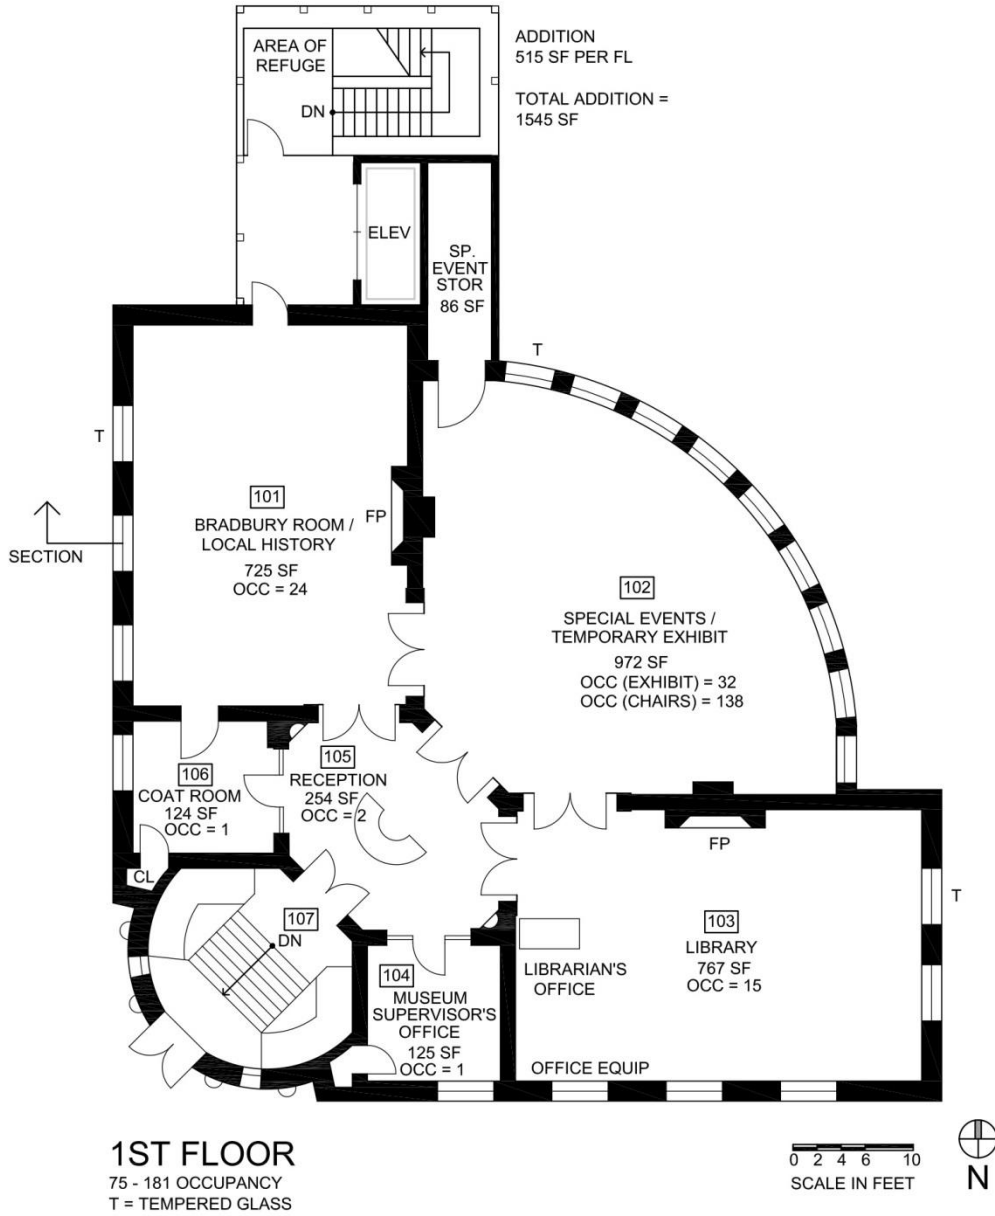 AREA OF
REFUGE
DN
ADDITION
515 SF PER FL
TOTAL ADDITION =
1545 SF
ELEV
SP.
EVENT
STOR
86 SF
T
T
SECTION
101
BRADBURY ROOM /
LOCAL HISTORY
725 SF
OCC = 24
FP
102
SPECIAL EVENTS /
TEMPORARY EXHIBIT
972 SF
OCC (EXHIBIT) = 32
OCC (CHAIRS) = 138
106
COAT ROOM
124 SF
OCC = 1
105
RECEPTION
254 SF
OCC = 2
CL
107
DN
FP
T
103
LIBRARY
767 SF
OCC = 15
LIBRARIAN'S
OFFICE
OFFICE EQUIP
104
MUSEUM
SUPERVISOR'S
OFFICE
125 SF
OCC = 1
1ST FLOOR
75 - 181 OCCUPANCY
T = TEMPERED GLASS
0 2 4 6 10
SCALE IN FEET
N